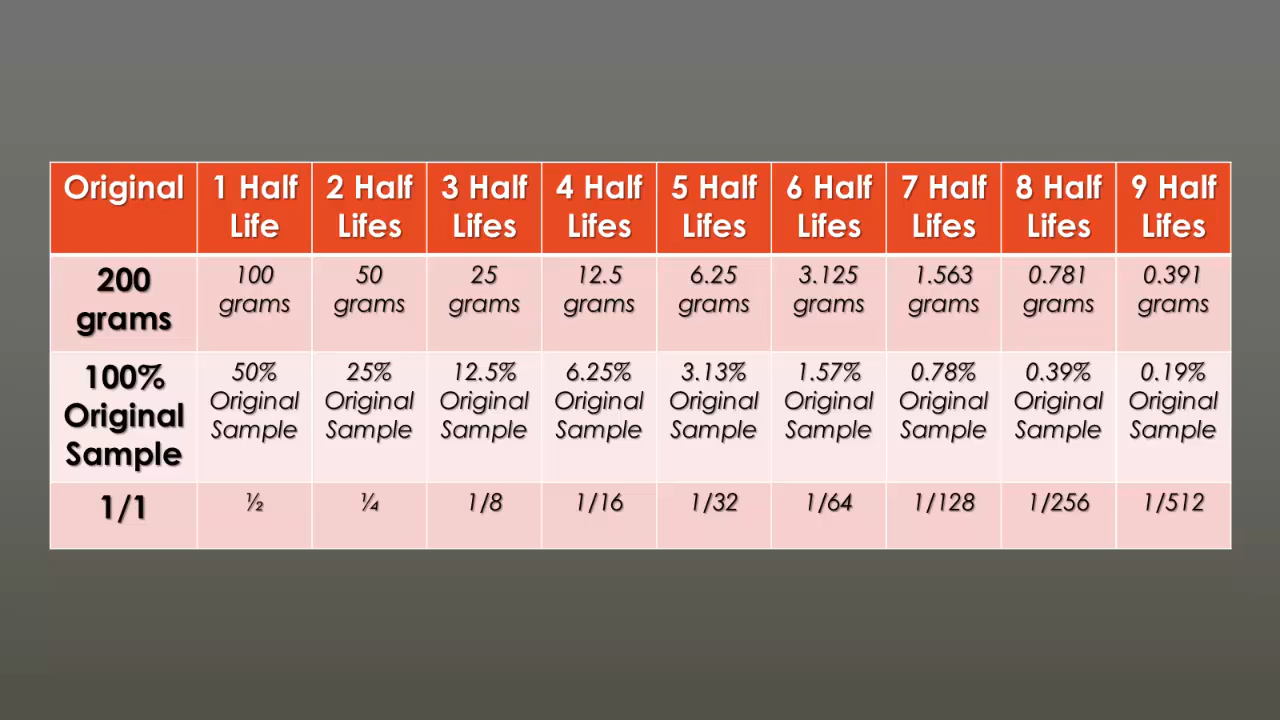 Original 1 Half Life 2 Half Lifes 3 Half Lifes 4 Half Lifes 5 Half Lifes 6 Half Lifes 7 Half Lifes 8 Half Lifes 9 Half Lifes
200 grams 100 grams 50 grams 25 grams 12.5 grams 6.25 grams 3.125 grams 1.563 grams 0.781 grams 0.391 grams
100% Original Sample 50% Original Sample 25% Original Sample 12.5% Original Sample 6.25% Original Sample 3.13% Original Sample 1.57% Original Sample 0.78% Original Sample 0.39% Original Sample 0.19% Original Sample
1/1 ½ ¼ 1/8 1/16 1/32 1/64 1/128 1/256 1/512